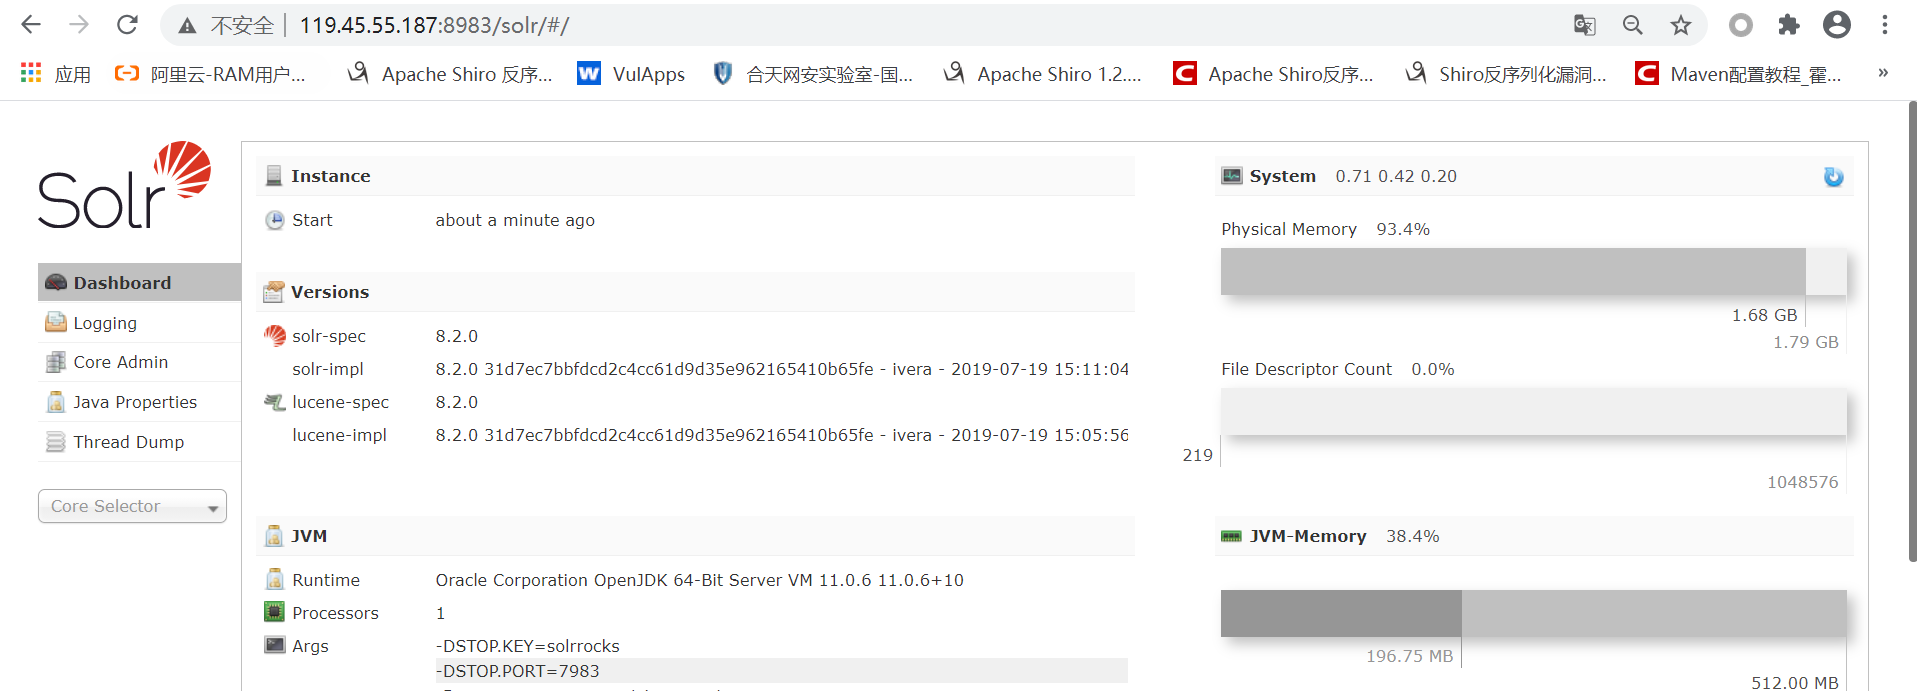 不安全 119.45.55.187:8983/solr/#/
应用 阿里云-RAM用户... Apache Shiro 反序... VulApps 合天网安实验室-国... Apache Shiro 1.2.... Apache Shiro反序... Shiro反序列化漏洞... Maven配置教程_霍... »
Solr
Dashboard
Logging
Core Admin
Java Properties
Thread Dump
Core Selector
Instance
Start about a minute ago
Versions
solr-spec 8.2.0
solr-impl 8.2.0 31d7ec7bbfdcd2c4cc61d9d35e962165410b65fe - ivera - 2019-07-19 15:11:04
lucene-spec 8.2.0
lucene-impl 8.2.0 31d7ec7bbfdcd2c4cc61d9d35e962165410b65fe - ivera - 2019-07-19 15:05:56
JVM
Runtime Oracle Corporation OpenJDK 64-Bit Server VM 11.0.6 11.0.6+10
Processors 1
Args -DSTOP.KEY=solrrocks
-DSTOP.PORT=7983
System 0.71 0.42 0.20
Physical Memory 93.4%
1.68 GB
1.79 GB
File Descriptor Count 0.0%
219
1048576
JVM-Memory 38.4%
196.75 MB
512.00 MB